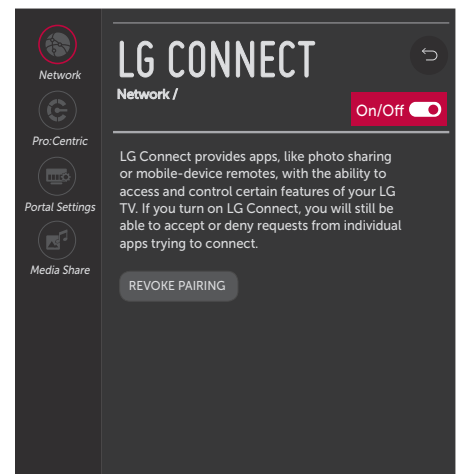 Network
Pro:Centric
Portal Settings
Media Share
LG CONNECT
Network /
On/Off
LG Connect provides apps, like photo sharing
or mobile-device remotes, with the ability to
access and control certain features of your LG
TV. If you turn on LG Connect, you will still be
able to accept or deny requests from individual
apps trying to connect.
REVOKE PAIRING